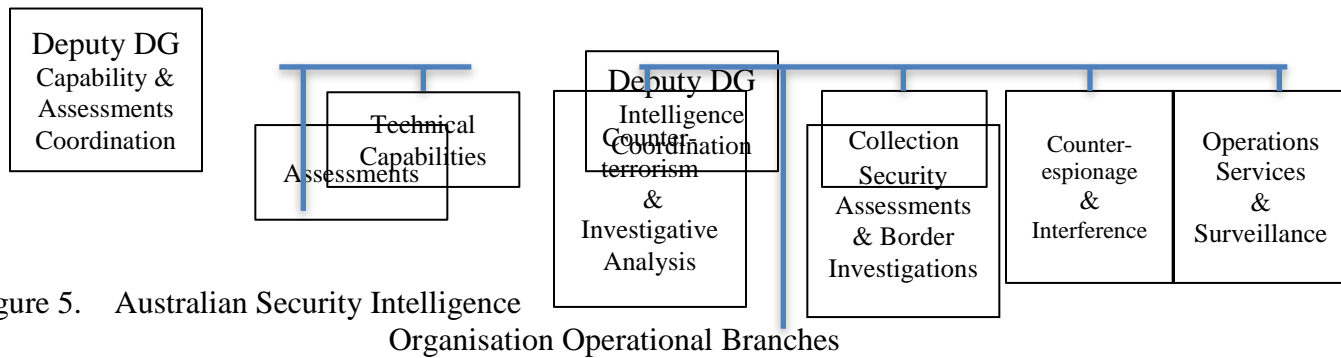 Deputy DG
Capability &
Assessments
Coordination
Technical
Capabilities
Assessments
Deputy DG
Intelligence
Coordination
Counter-
terrorism
&
Investigative
Analysis
Collection
Security
Assessments
& Border
Investigations
Counter-
espionage
&
Interference
Operations
Services
&
Surveillance
gure 5. Australian Security Intelligence
Organisation Operational Branches